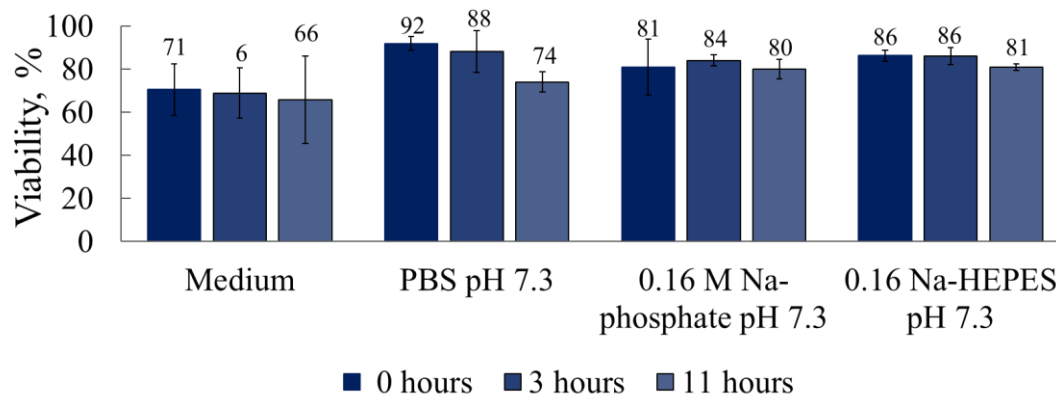 Viability, %
100
80
60
40
20
0
71
6
66
92
88
74
81
84
80
86
86
81
Medium
PBS pH 7.3
0.16 M Na-
phosphate pH 7.3
0.16 Na-HEPES
pH 7.3
0 hours
3 hours
11 hours